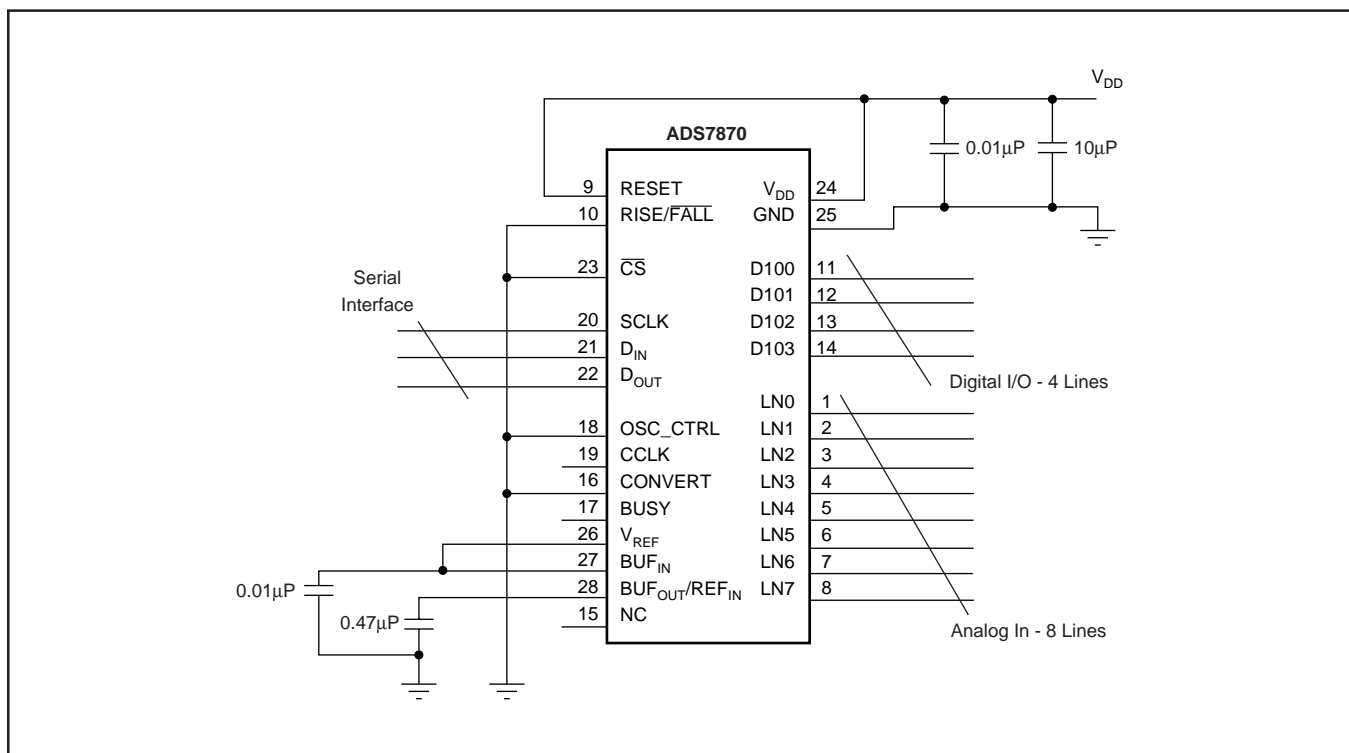 V_DD
ADS7870
0.01µP
10µP
9 RESET V_DD 24
10 RISE/F̅A̅L̅L̅ GND 25
23 C̅S̅ D100 11
D101 12
Serial
Interface
20 SCLK D102 13
21 D_IN D103 14
22 D_OUT
Digital I/O - 4 Lines
LN0 1
18 OSC_CTRL LN1 2
19 CCLK LN2 3
16 CONVERT LN3 4
17 BUSY LN4 5
26 V_REF LN5 6
27 BUF_IN LN6 7
28 BUF_OUT/REF_IN LN7 8
15 NC
0.01µP
0.47µP
Analog In - 8 Lines